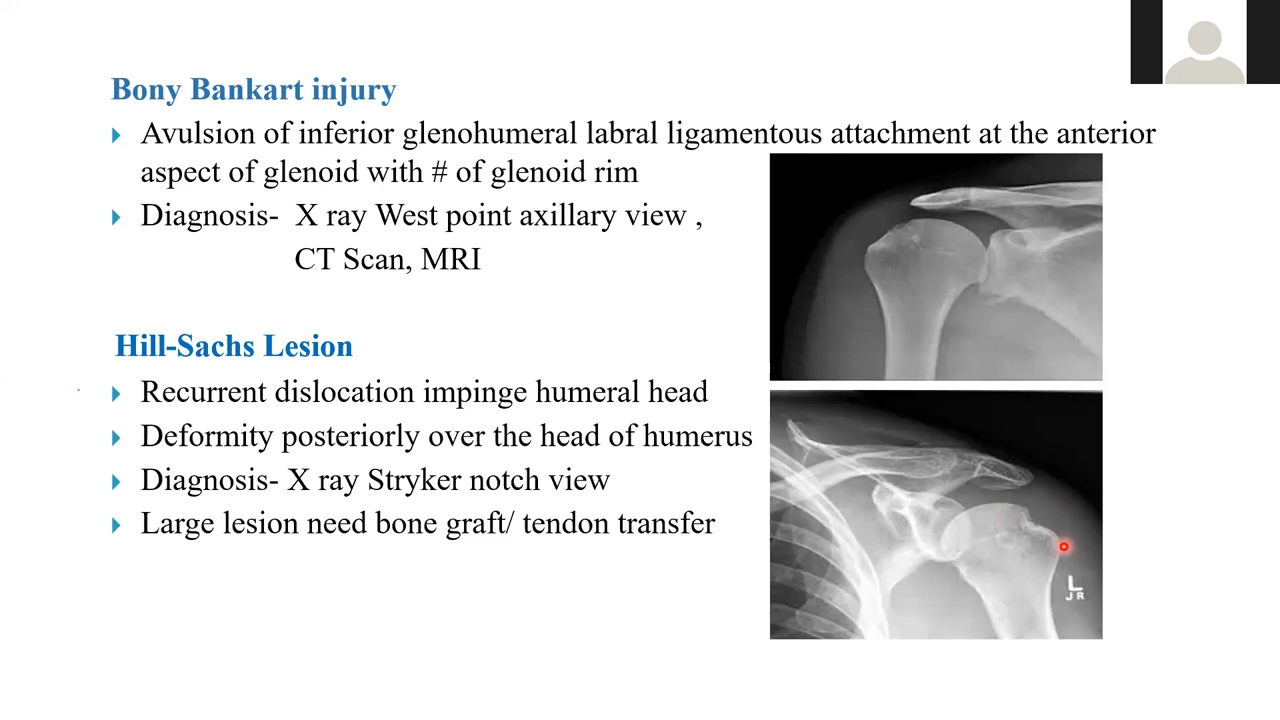 Bony Bankart injury
Avulsion of inferior glenohumeral labral ligamentous attachment at the anterior
aspect of glenoid with # of glenoid rim
Diagnosis- X ray West point axillary view ,
CT Scan, MRI
Hill-Sachs Lesion
Recurrent dislocation impinge humeral head
Deformity posteriorly over the head of humerus
Diagnosis- X ray Stryker notch view
Large lesion need bone graft/ tendon transfer
L
JR